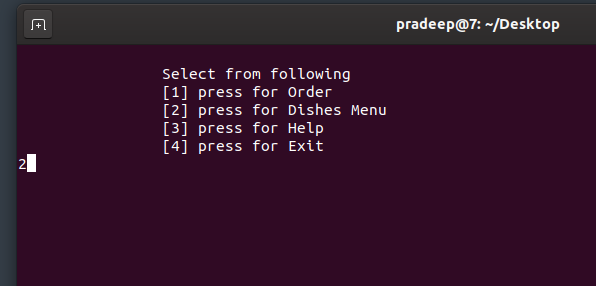 pradeep@7: ~/Desktop
Select from following
[1] press for Order
[2] press for Dishes Menu
[3] press for Help
[4] press for Exit
2